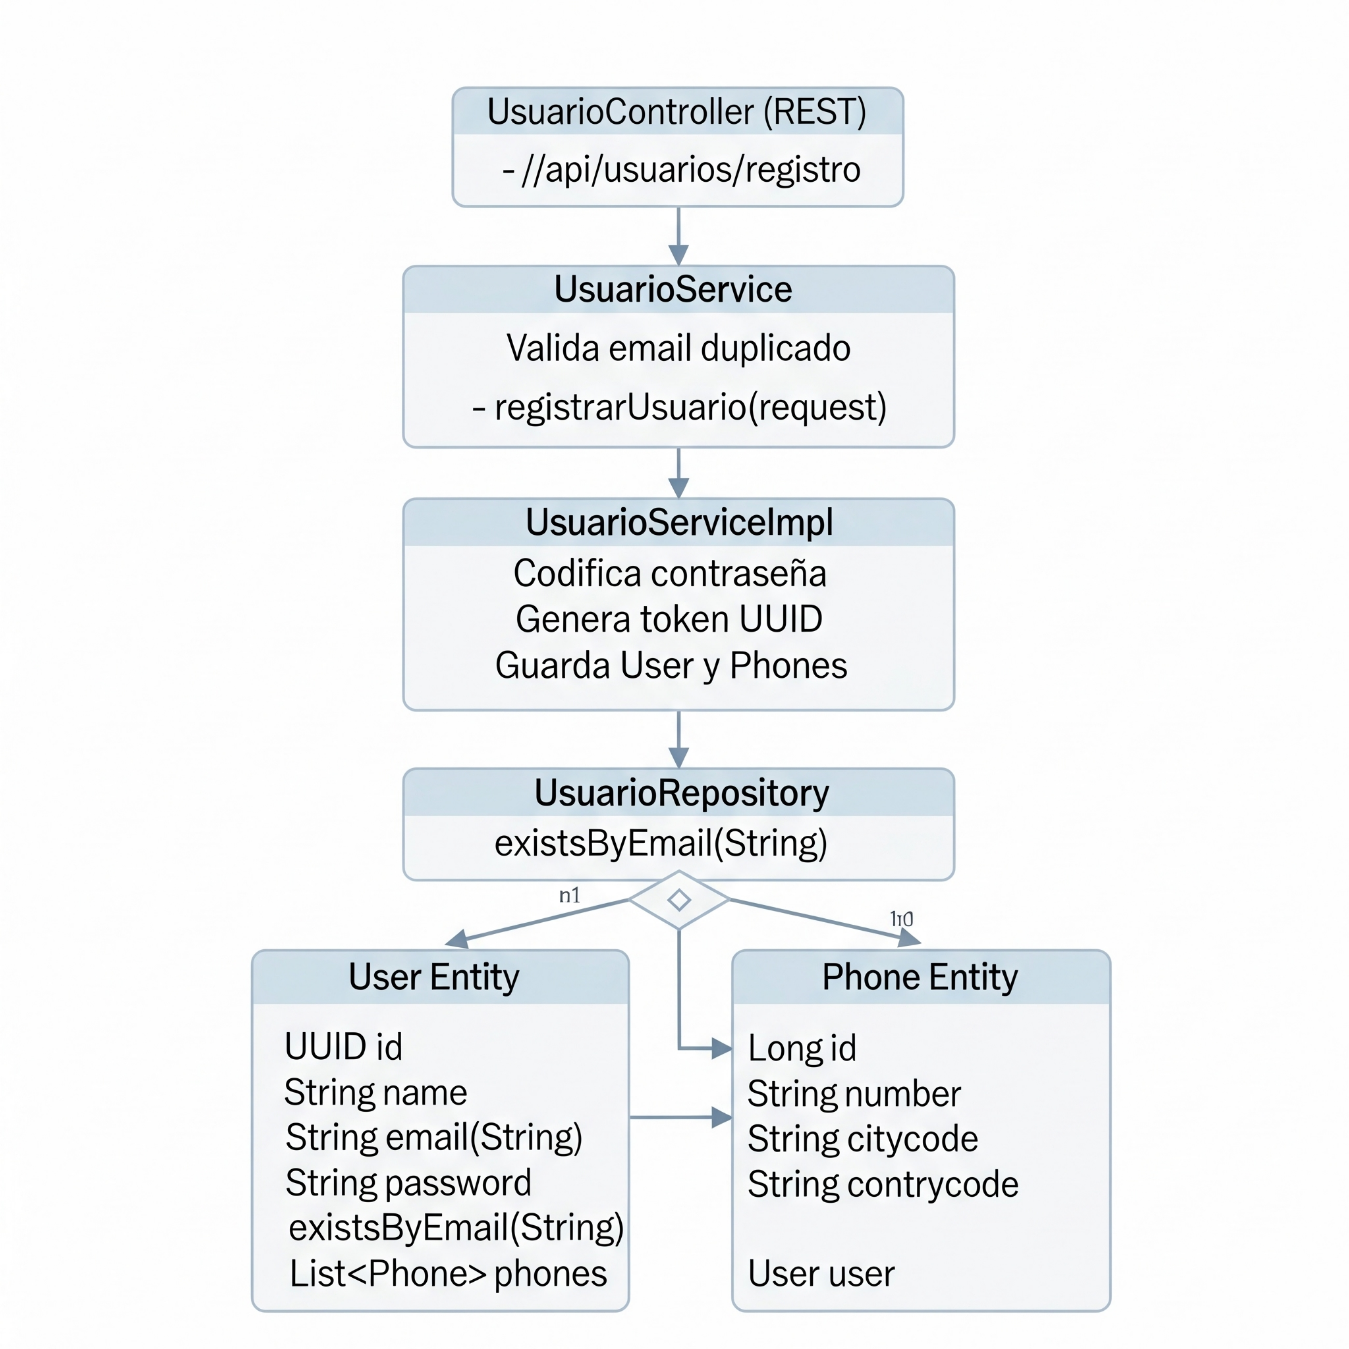 UsuarioController (REST)
- //api/usuarios/registro
UsuarioService
Valida email duplicado
- registrarUsuario(request)
UsuarioServiceImpl
Codifica contraseña
Genera token UUID
Guarda User y Phones
UsuarioRepository
existsByEmail(String)
n1
User Entity
UUID id
String name
String email(String)
String password
existsByEmail(String)
List<Phone> phones
Phone Entity
Long id
String number
String citycode
String contrycode
User user